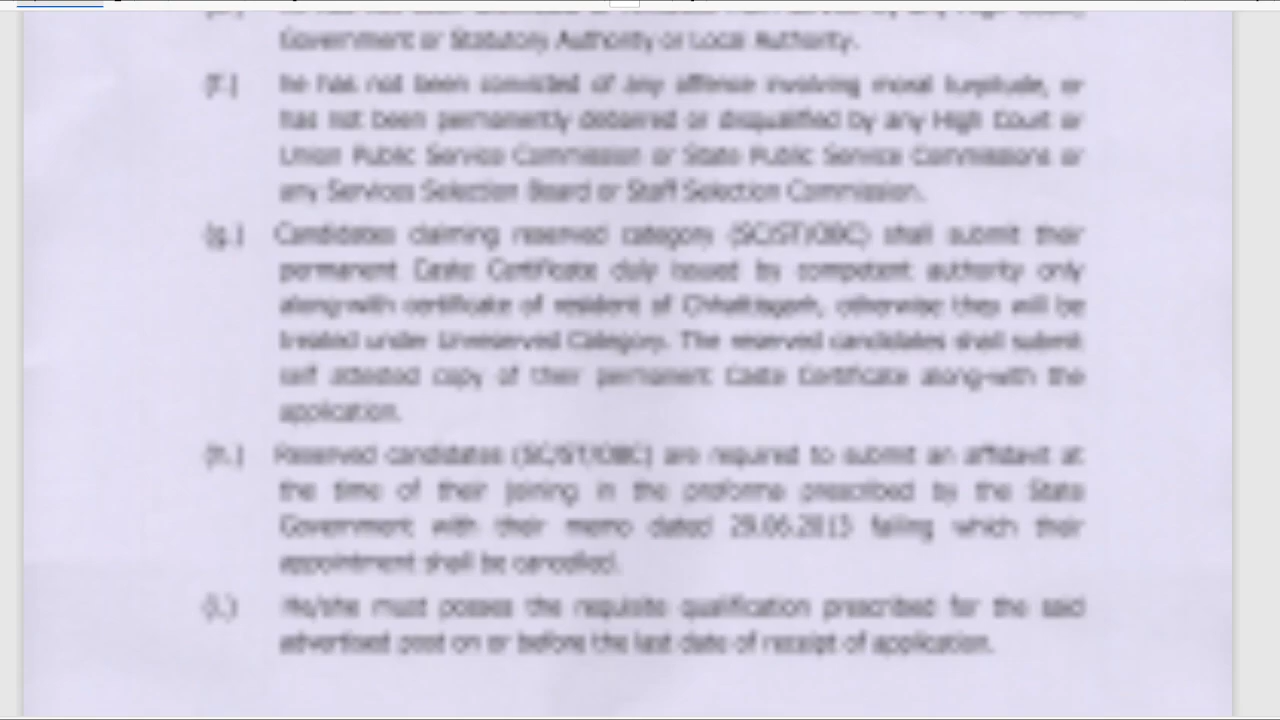 Government or Statutory Authority or Local Authority.
(f.) he has not been convicted of any offense involving moral turpitude, or
has not been permanently debarred or disqualified by any High Court or
Union Public Service Commission or State Public Service Commissions or
any Services Selection Board or Staff Selection Commission.
(g.) Candidates claiming reserved category (SC/ST/OBC) shall submit their
permanent Caste Certificate duly issued by competent authority only
along-with certificate of resident of Chhattisgarh, otherwise they will be
treated under Unreserved Category. The reserved candidates shall submit
self attested copy of their permanent Caste Certificate along-with the
application.
(h.) Reserved candidates (SC/ST/OBC) are required to submit an affidavit at
the time of their joining in the proforma prescribed by the State
Government with their memo dated 29.06.2013 failing which their
appointment shall be cancelled.
(i.) He/she must posses the requisite qualification prescribed for the said
advertised post on or before the last date of receipt of application.